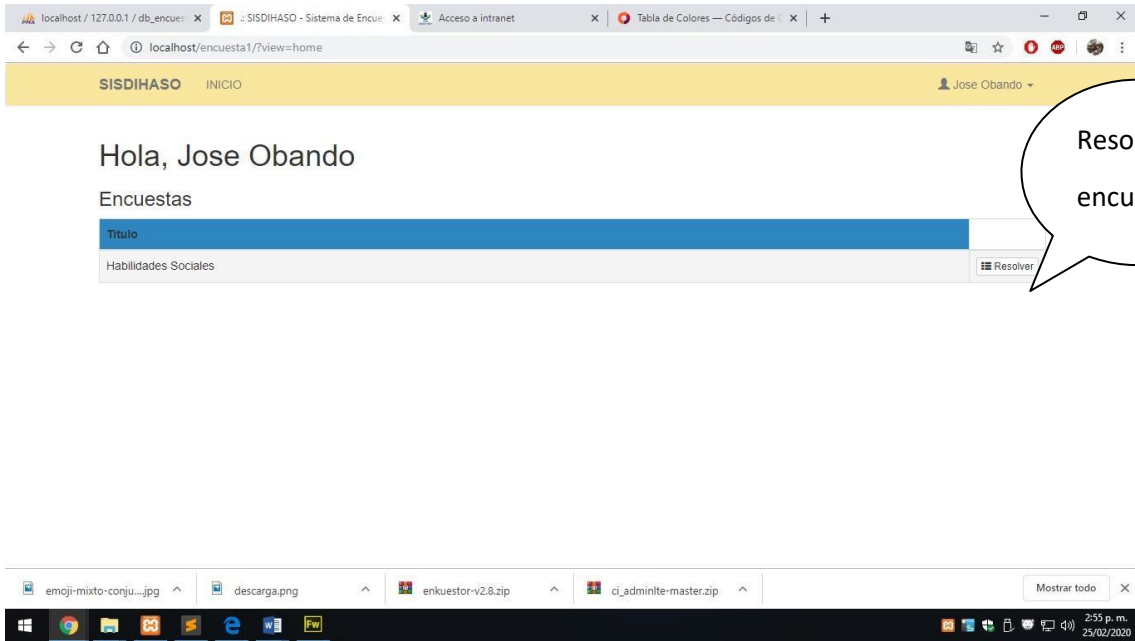 localhost / 127.0.0.1 / db_encues
.: SISDIHASO - Sistema de Encue
Acceso a intranet
Tabla de Colores — Códigos de C
localhost/encuesta1/?view=home
ABP
SISDIHASO INICIO Jose Obando
Hola, Jose Obando
Reso
encu
Encuestas
Titulo
Habilidades Sociales Resolver
emoji-mixto-conju....jpg descarga.png enkuestor-v2.8.zip ci_adminlte-master.zip Mostrar todo
Fw
2:55 p. m.
25/02/2020